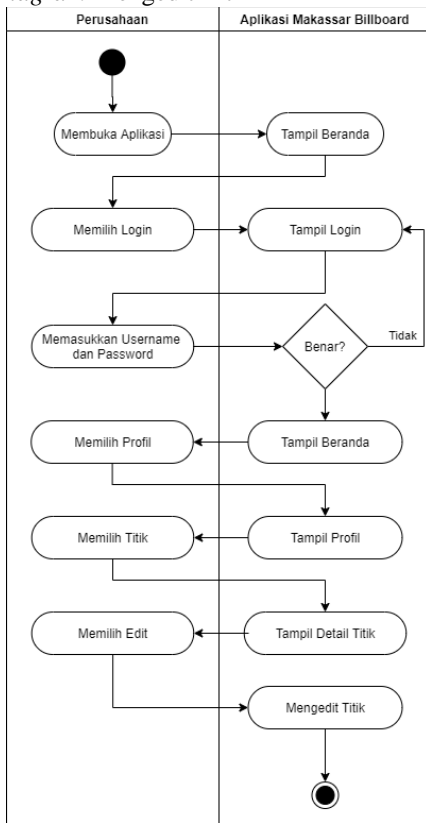 Perusahaan
Aplikasi Makassar Billboard
Membuka Aplikasi
Tampil Beranda
Memilih Login
Tampil Login
Memasukkan Username
dan Password
Benar?
Tidak
Memilih Profil
Tampil Beranda
Memilih Titik
Tampil Profil
Memilih Edit
Tampil Detail Titik
Mengedit Titik